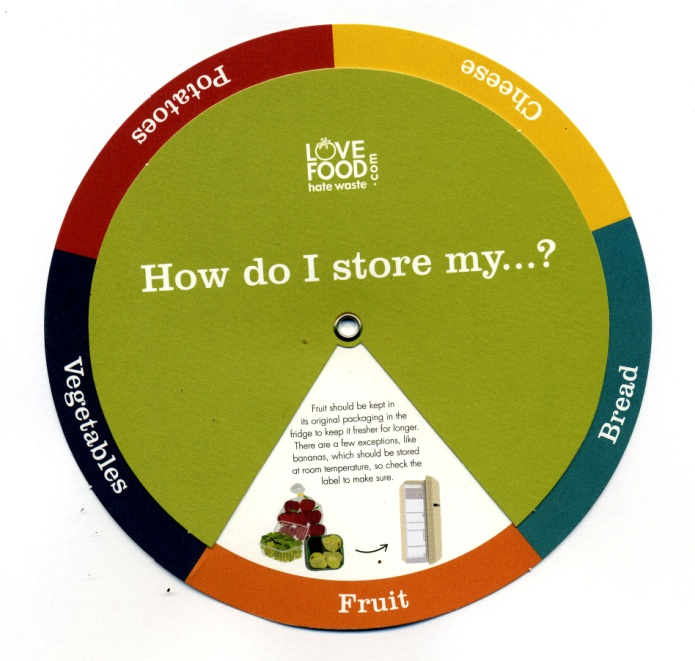 Potatoes
Cheese
LOVE
FOOD
.com
hate waste
How do I store my...?
Vegetables
Bread
Fruit should be kept in
its original packaging in the
fridge to keep it fresher for longer.
There are a few exceptions, like
bananas, which should be stored
at room temperature, so check the
label to make sure.
Fruit